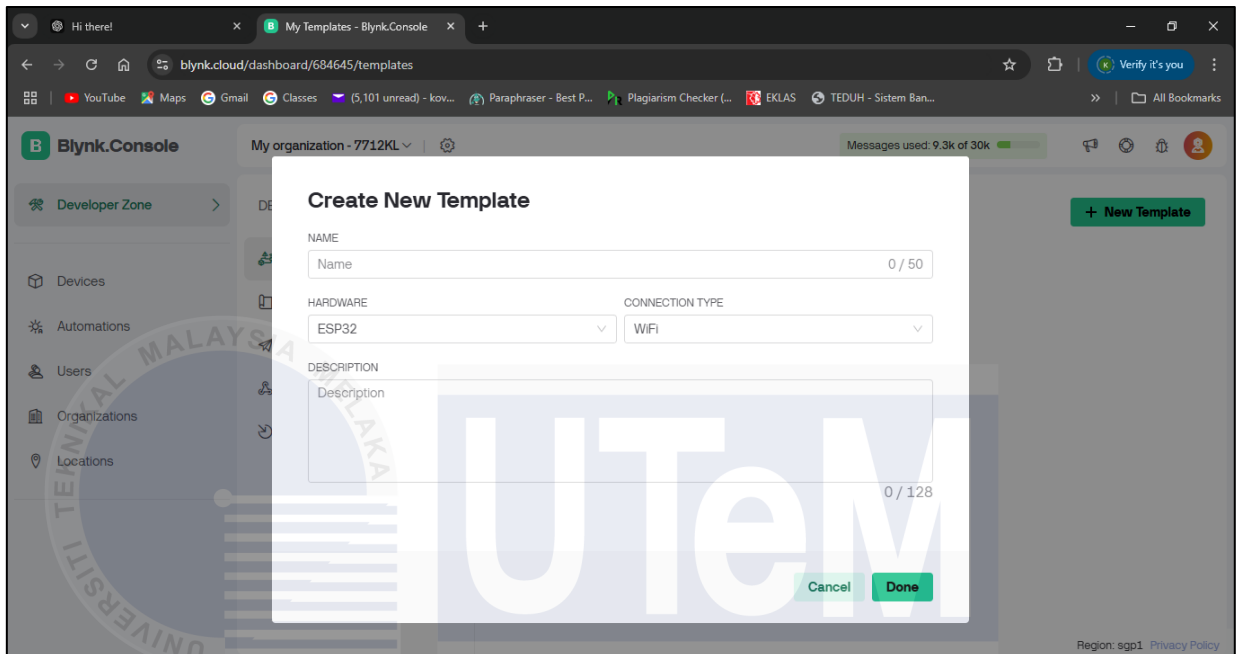 Hi there!
My Templates - Blynk.Console
blynk.cloud/dashboard/684645/templates
Verify it's you
YouTube Maps Gmail Classes (5,101 unread) - kov... Paraphraser - Best P... Plagiarism Checker (... EKLAS TEDUH - Sistem Ban... » All Bookmarks
B Blynk.Console
My organization - 7712KL
Messages used: 9.3k of 30k
Developer Zone
DE
+ New Template
Create New Template
NAME
Name 0 / 50
Devices
HARDWARE CONNECTION TYPE
ESP32 WiFi
Automations
Users
DESCRIPTION
Description
Organizations
Locations
0 / 128
Cancel Done
Region: sgp1 Privacy Policy
UNIVERSITI TEKNIKAL MALAYSIA MELAKA
UTeM